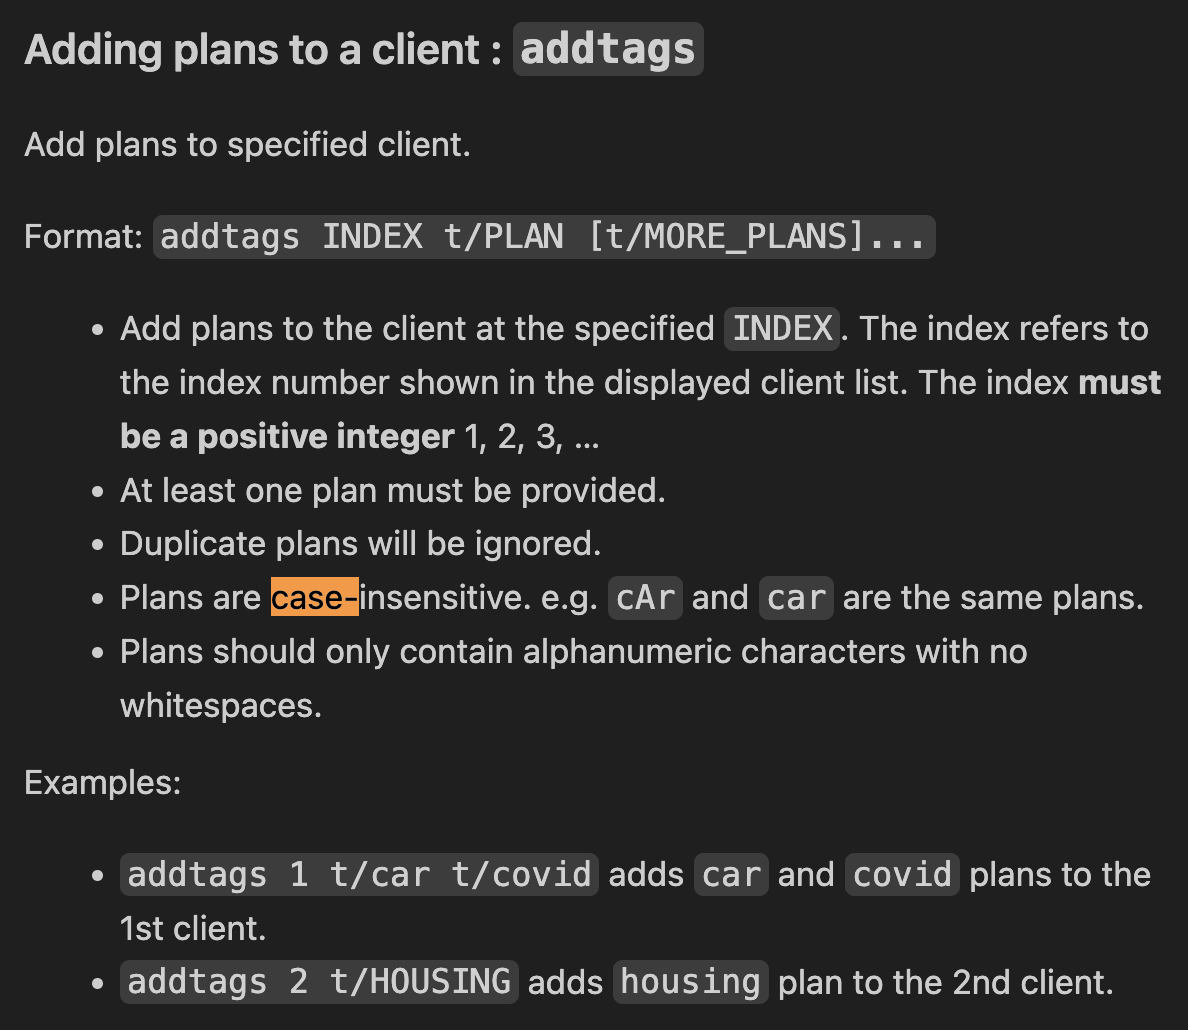 Adding plans to a client : addtags
Add plans to specified client.
Format: addtags INDEX t/PLAN [t/MORE_PLANS]...
• Add plans to the client at the specified INDEX. The index refers to
the index number shown in the displayed client list. The index must
be a positive integer 1, 2, 3, …
• At least one plan must be provided.
• Duplicate plans will be ignored.
• Plans are case-insensitive. e.g. cAr and car are the same plans.
• Plans should only contain alphanumeric characters with no
whitespaces.
Examples:
• addtags 1 t/car t/covid adds car and covid plans to the
1st client.
• addtags 2 t/HOUSING adds housing plan to the 2nd client.